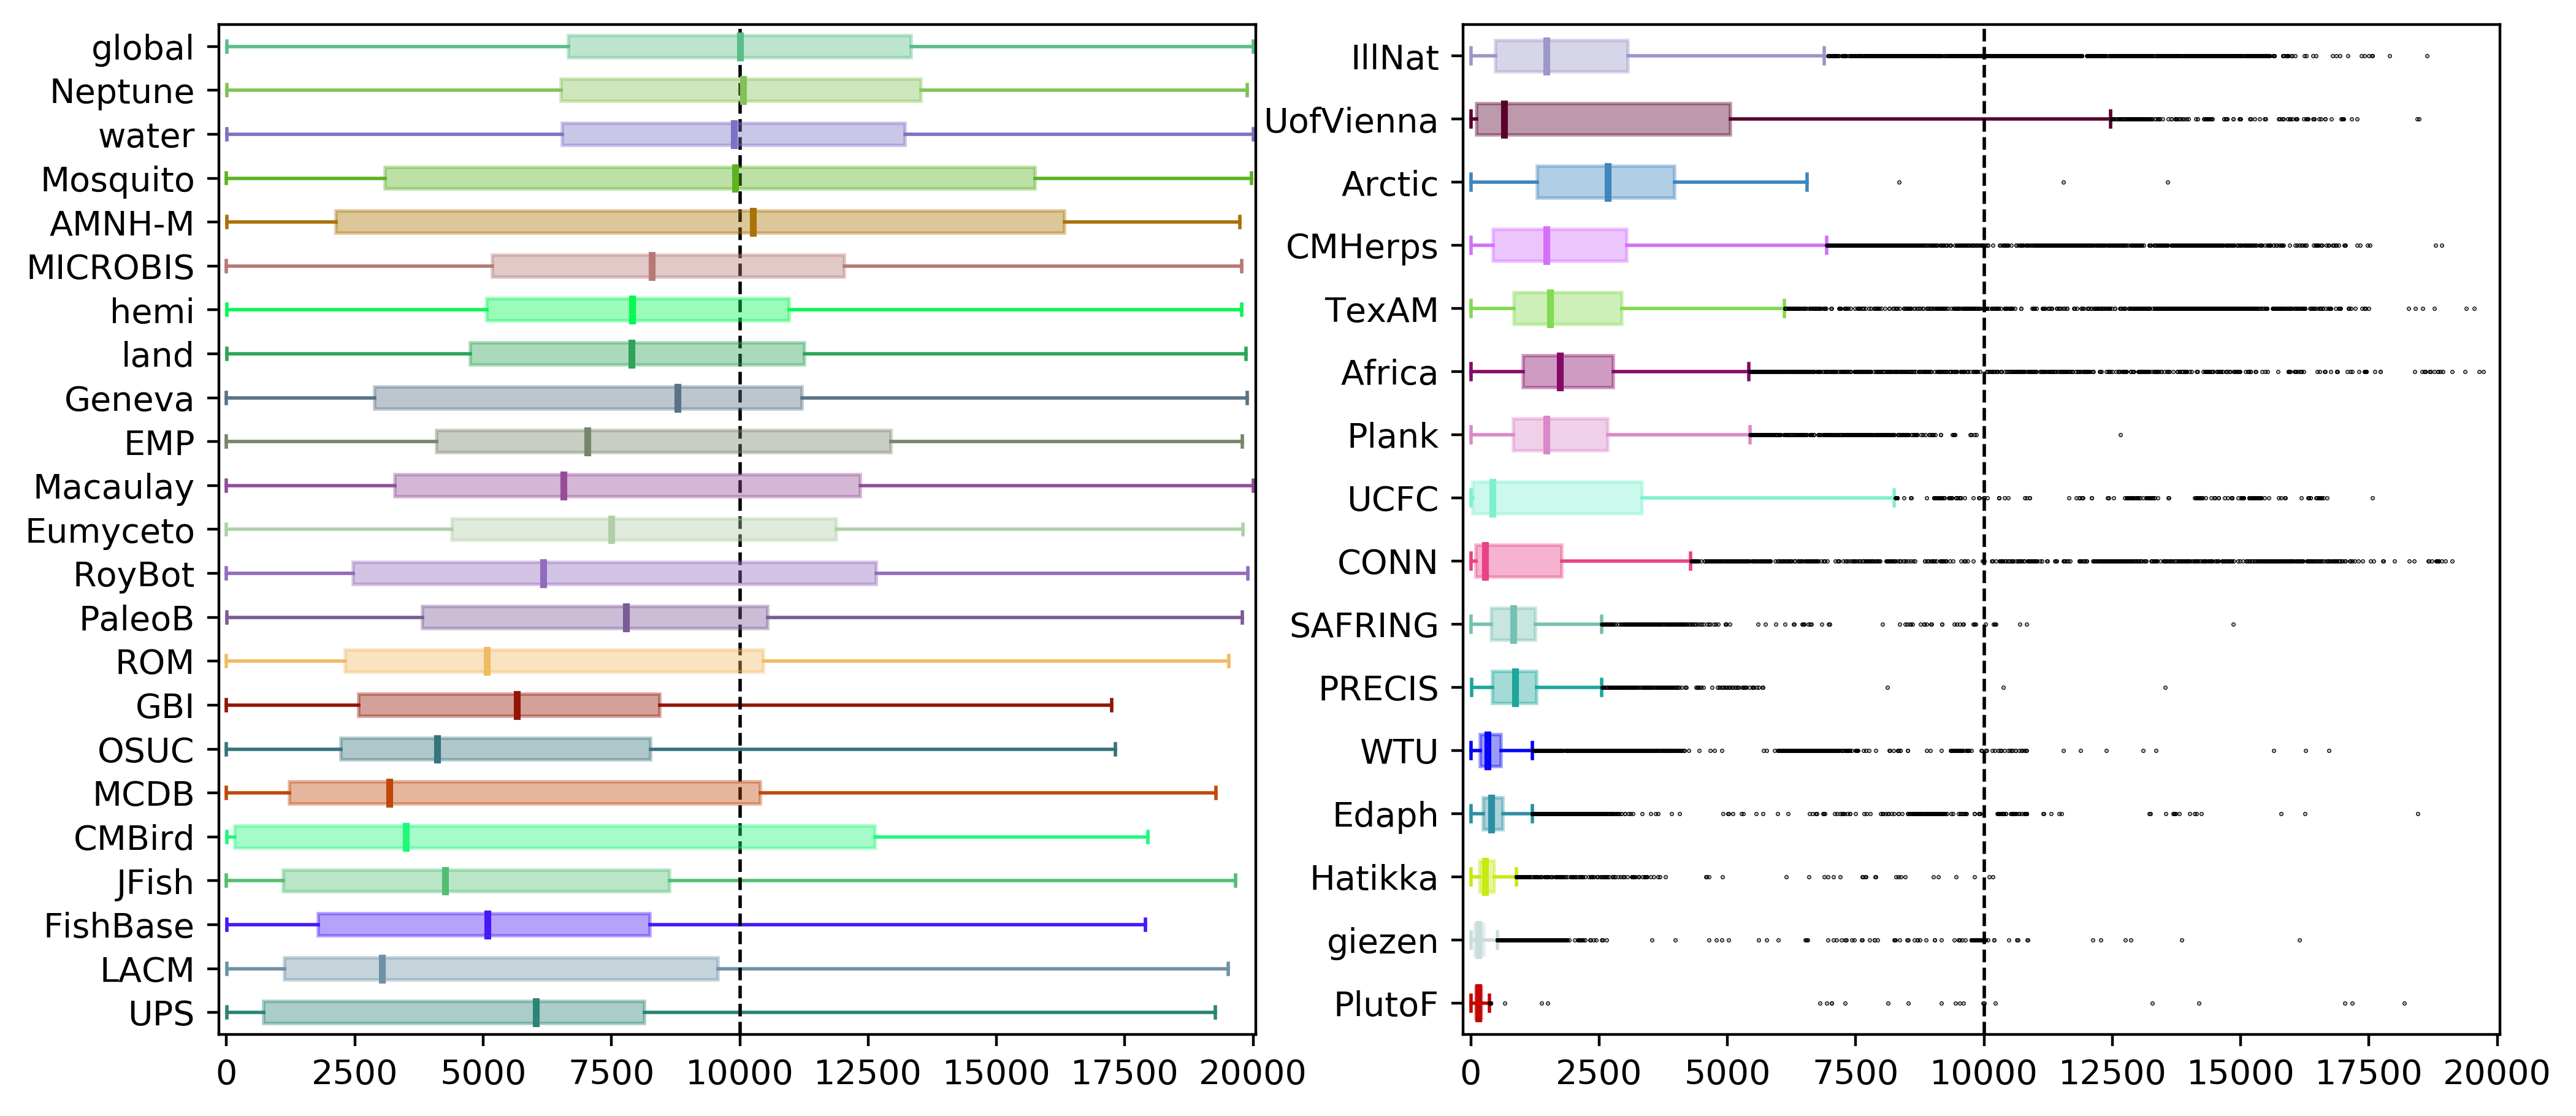 global
Neptune
water
Mosquito
AMNH-M
MICROBIS
hemi
land
Geneva
EMP
Macaulay
Eumyceto
RoyBot
PaleoB
ROM
GBI
OSUC
MCDB
CMBird
JFish
FishBase
LACM
UPS
0 2500 5000 7500 10000 12500 15000 17500 20000
IllNat
UofVienna
Arctic
CMHerps
TexAM
Africa
Plank
UCFC
CONN
SAFRING
PRECIS
WTU
Edaph
Hatikka
giezen
PlutoF
0 2500 5000 7500 10000 12500 15000 17500 20000